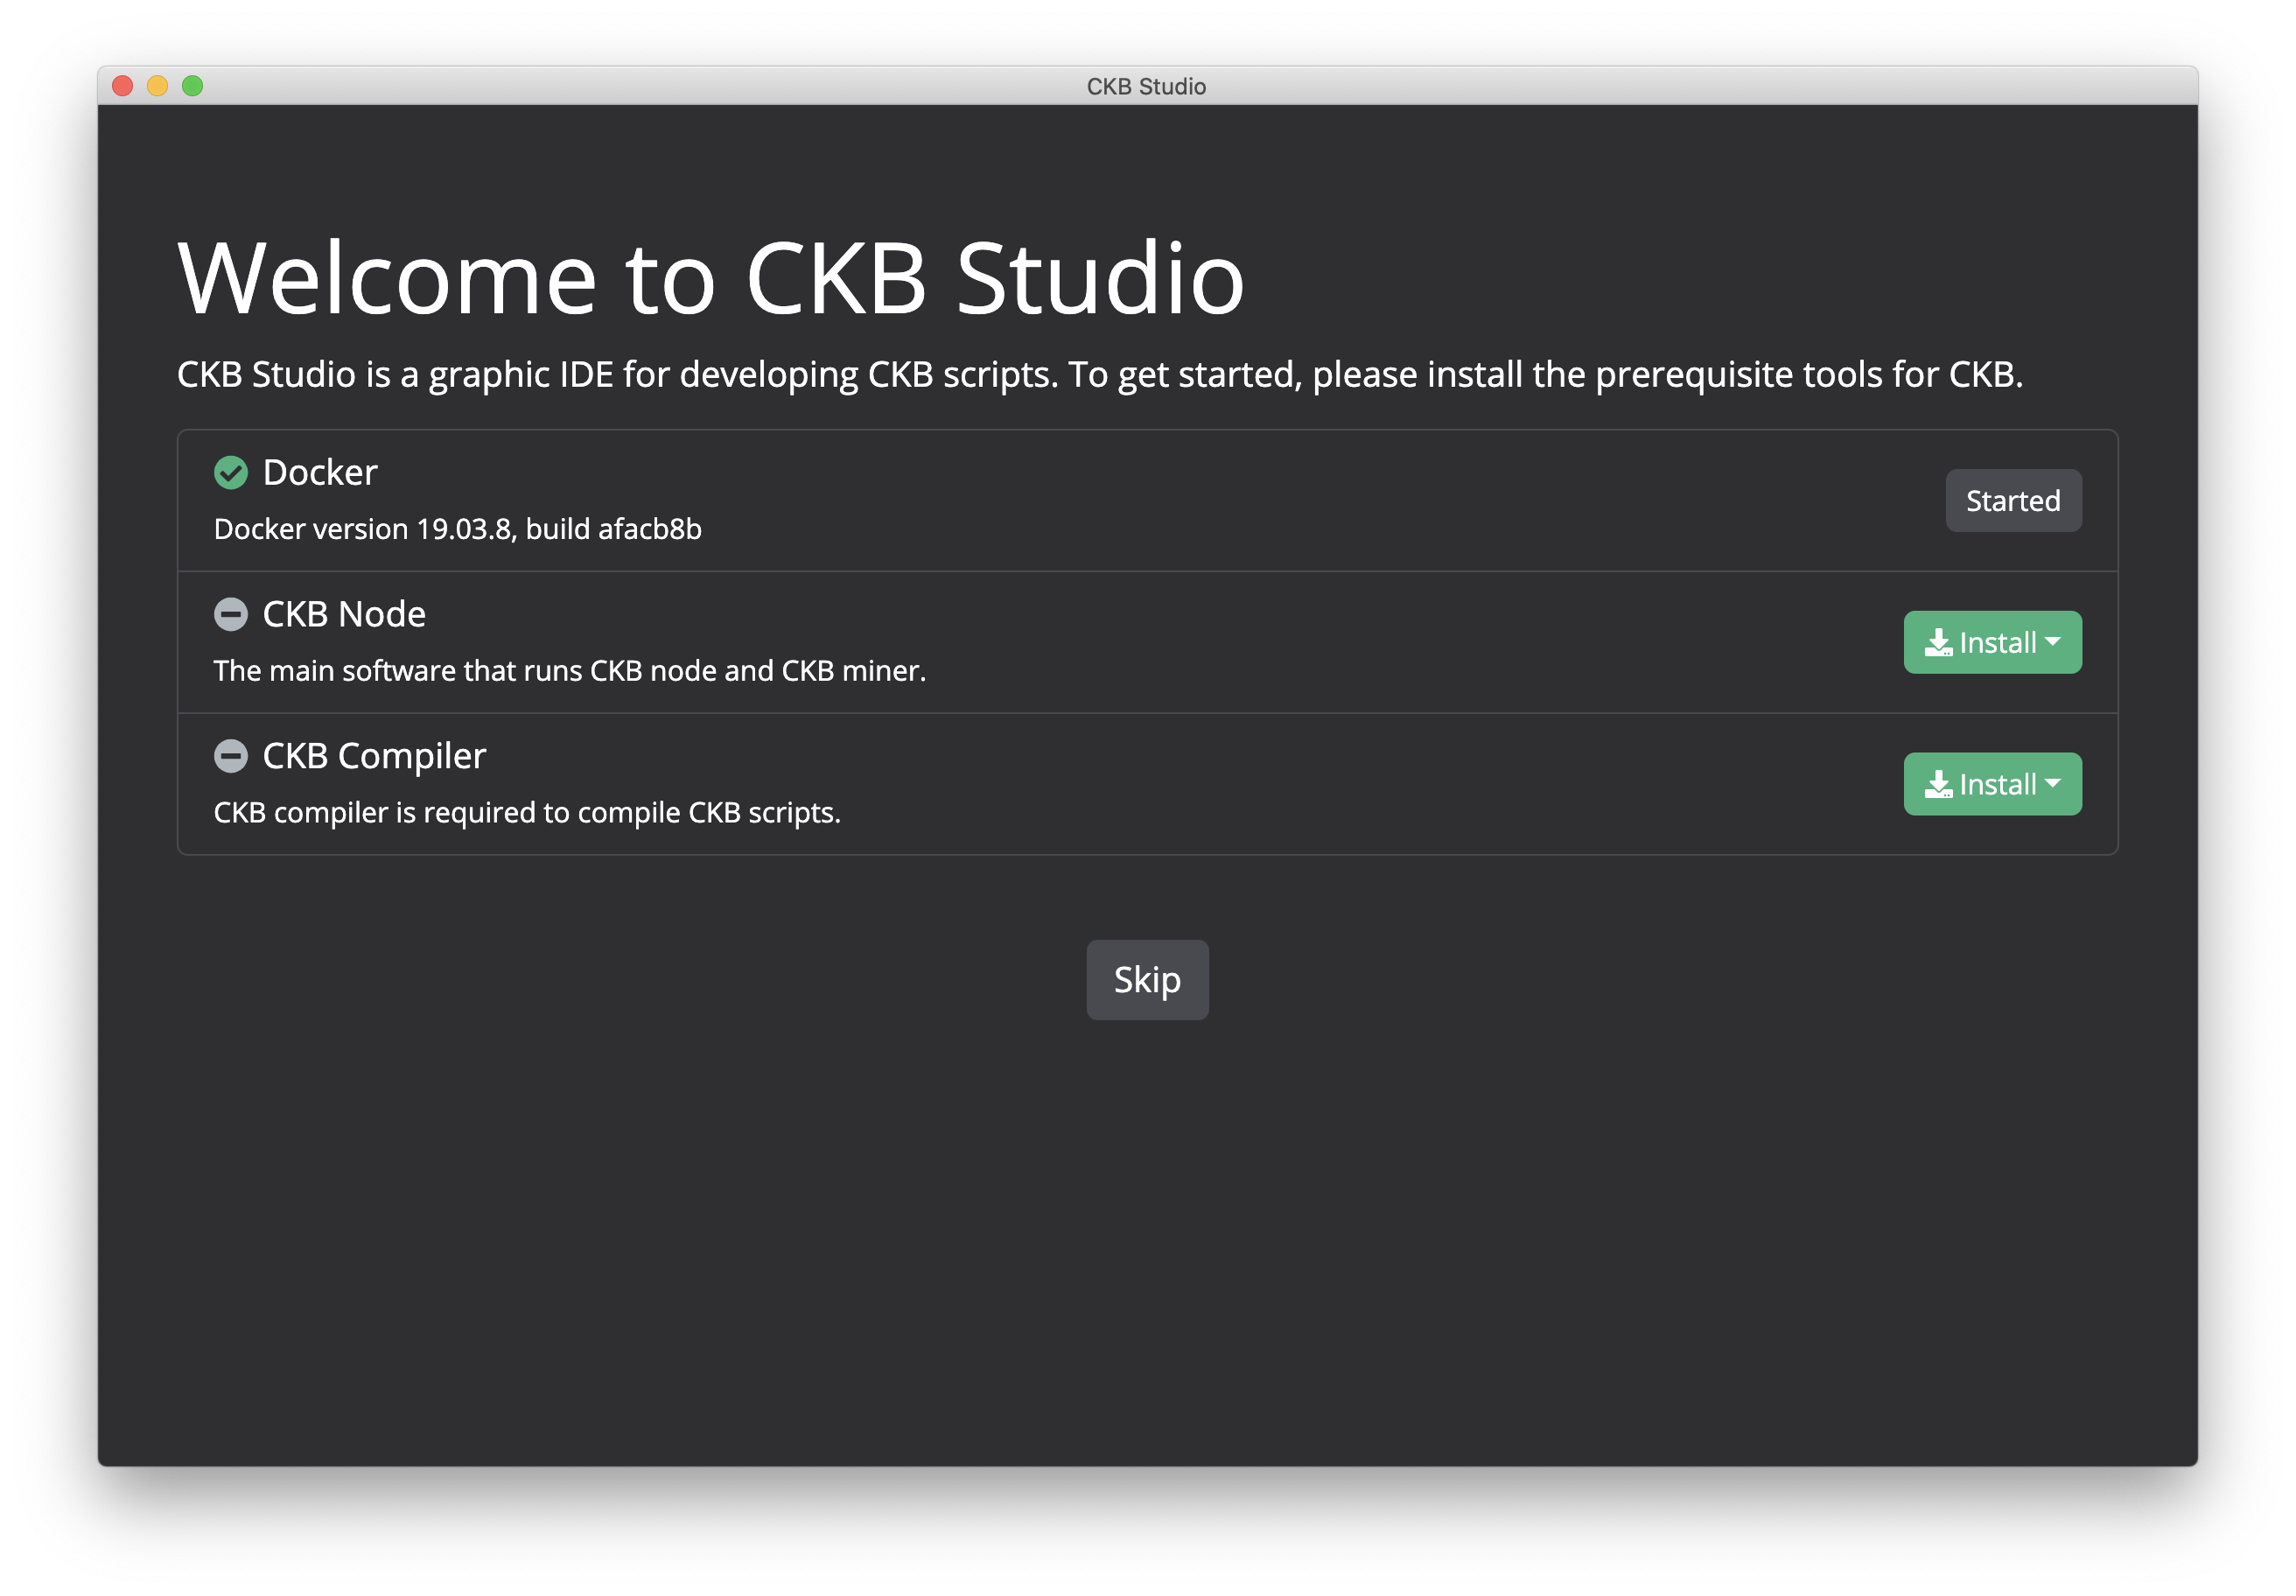 CKB Studio
Welcome to CKB Studio
CKB Studio is a graphic IDE for developing CKB scripts. To get started, please install the prerequisite tools for CKB.
Docker
Started
Docker version 19.03.8, build afacb8b
CKB Node
Install
The main software that runs CKB node and CKB miner.
CKB Compiler
Install
CKB compiler is required to compile CKB scripts.
Skip